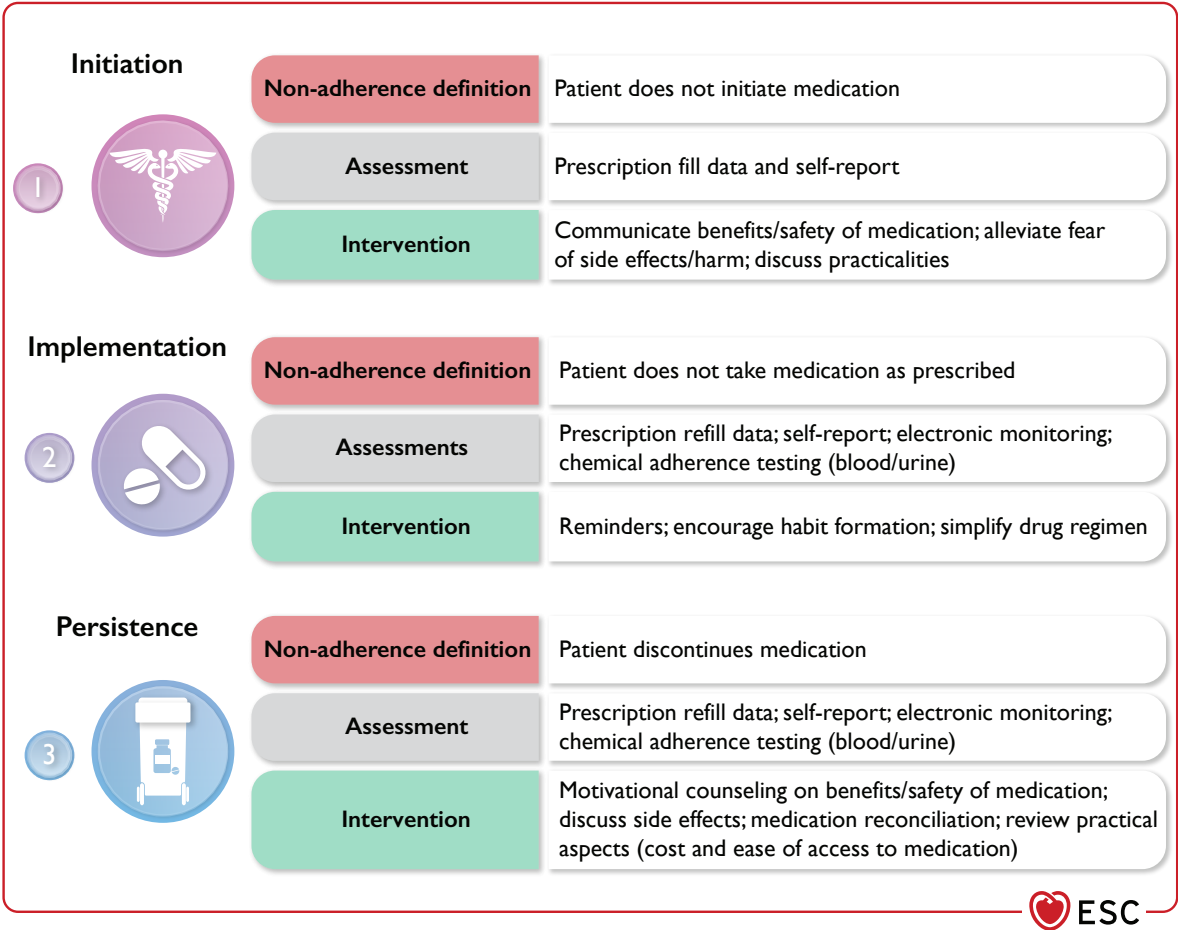 Initiation
Non-adherence definition
Patient does not initiate medication
1
Assessment
Prescription fill data and self-report
Intervention
Communicate benefits/safety of medication; alleviate fear
of side effects/harm; discuss practicalities
Implementation
Non-adherence definition
Patient does not take medication as prescribed
2
Assessments
Prescription refill data; self-report; electronic monitoring;
chemical adherence testing (blood/urine)
Intervention
Reminders; encourage habit formation; simplify drug regimen
Persistence
Non-adherence definition
Patient discontinues medication
3
Assessment
Prescription refill data; self-report; electronic monitoring;
chemical adherence testing (blood/urine)
Intervention
Motivational counseling on benefits/safety of medication;
discuss side effects; medication reconciliation; review practical
aspects (cost and ease of access to medication)
ESC